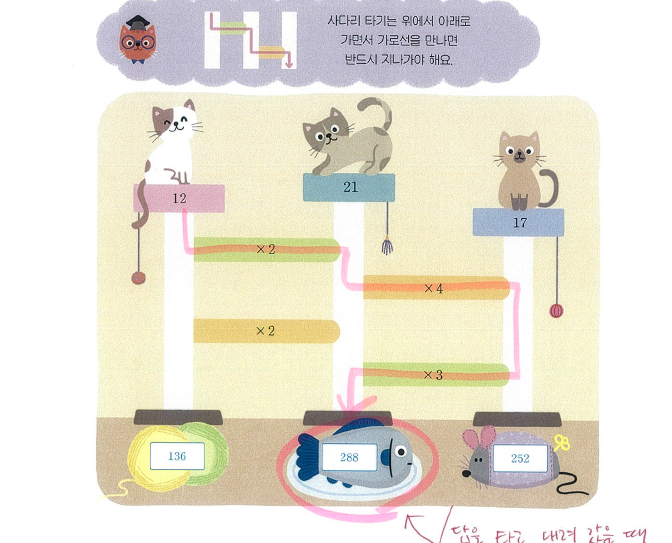 사다리 타기는 위에서 아래로
가면서 가로선을 만나면
반드시 지나가야 해요.
12
21
17
×2
×4
×2
×3
136
288
252
답을 타고 내려 갔을 때